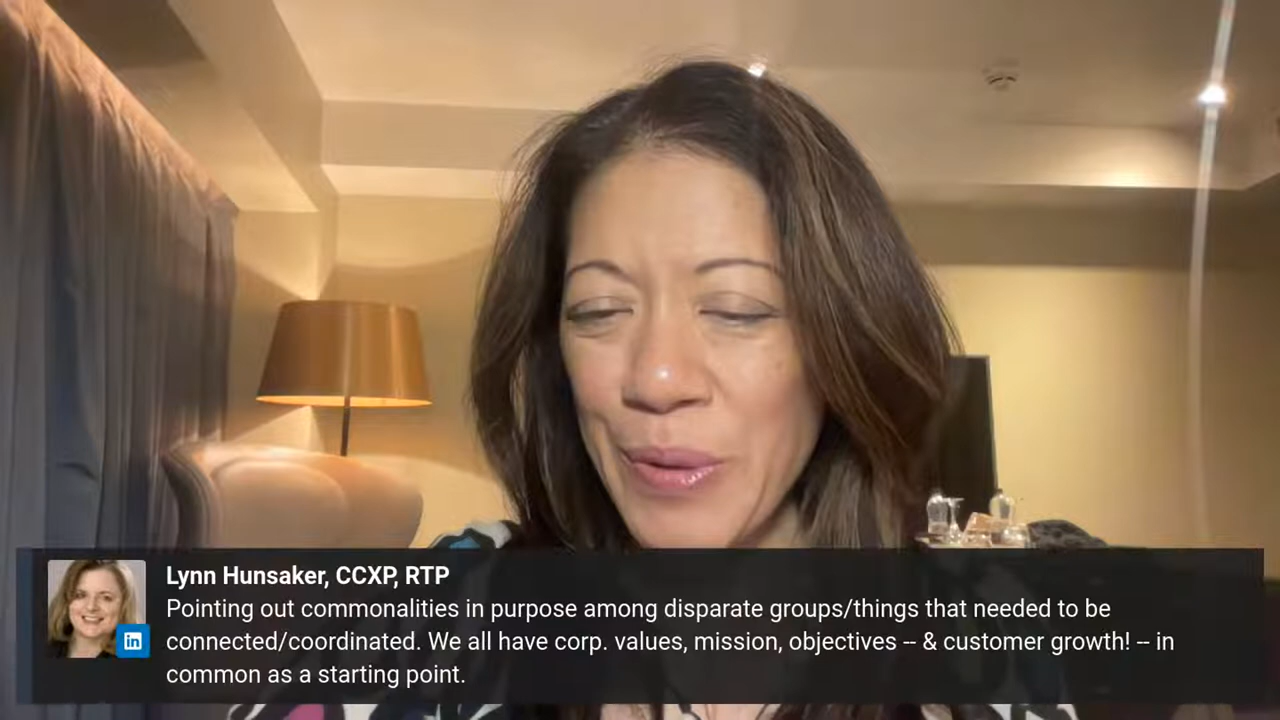 Lynn Hunsaker, CCXP, RTP
Pointing out commonalities in purpose among disparate groups/things that needed to be
connected/coordinated. We all have corp. values, mission, objectives -- & customer growth! -- in
common as a starting point.
in